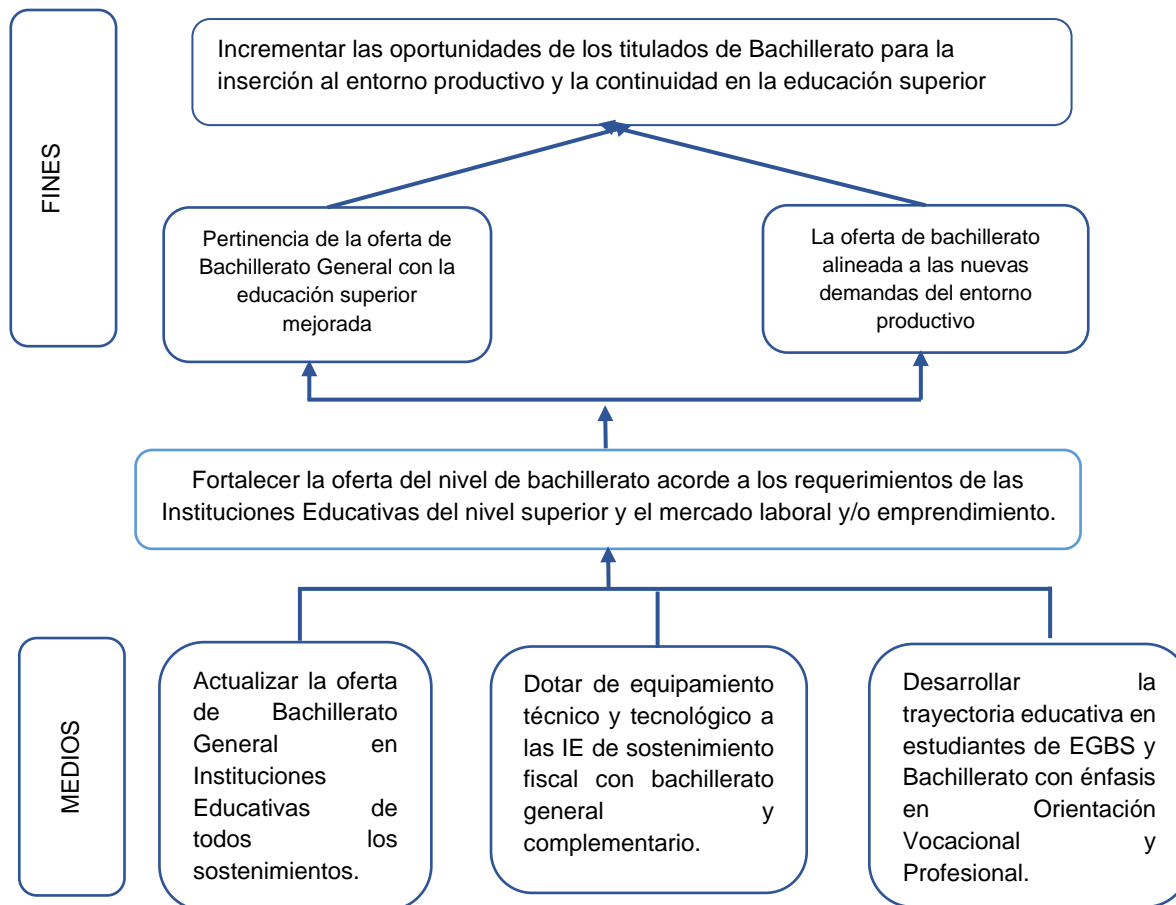 FINES
Incrementar las oportunidades de los titulados de Bachillerato para la
inserción al entorno productivo y la continuidad en la educación superior
Pertinencia de la oferta de
Bachillerato General con la
educación superior
mejorada
La oferta de bachillerato
alineada a las nuevas
demandas del entorno
productivo
Fortalecer la oferta del nivel de bachillerato acorde a los requerimientos de las
Instituciones Educativas del nivel superior y el mercado laboral y/o emprendimiento.
MEDIOS
Actualizar la oferta
de Bachillerato
General en
Instituciones
Educativas de
todos los
sostenimientos.
Dotar de equipamiento
técnico y tecnológico a
las IE de sostenimiento
fiscal con bachillerato
general y
complementario.
Desarrollar la
trayectoria educativa en
estudiantes de EGBS y
Bachillerato con énfasis
en Orientación
Vocacional y
Profesional.